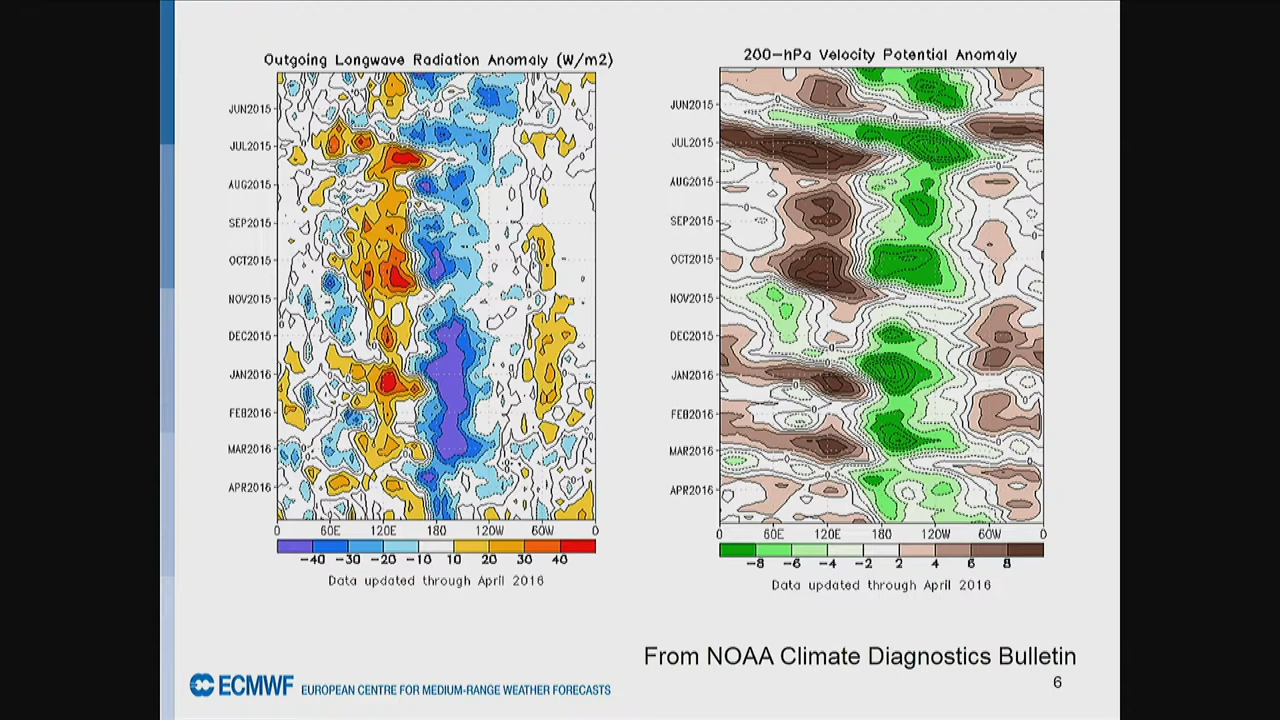 Outgoing Longwave Radiation Anomaly (W/m2)
JUN2015
JUL2015
AUG2015
SEP2015
OCT2015
NOV2015
DEC2015
JAN2016
FEB2016
MAR2016
APR2016
0 60E 120E 180 120W 60W 0
-40 -30 -20 -10 10 20 30 40
Data updated through April 2016
200-hPa Velocity Potential Anomaly
JUN2015
JUL2015
AUG2015
SEP2015
OCT2015
NOV2015
DEC2015
JAN2016
FEB2016
MAR2016
APR2016
0 60E 120E 180 120W 60W 0
-8 -6 -4 -2 2 4 6 8
Data updated through April 2016
From NOAA Climate Diagnostics Bulletin
6
ECMWF EUROPEAN CENTRE FOR MEDIUM-RANGE WEATHER FORECASTS